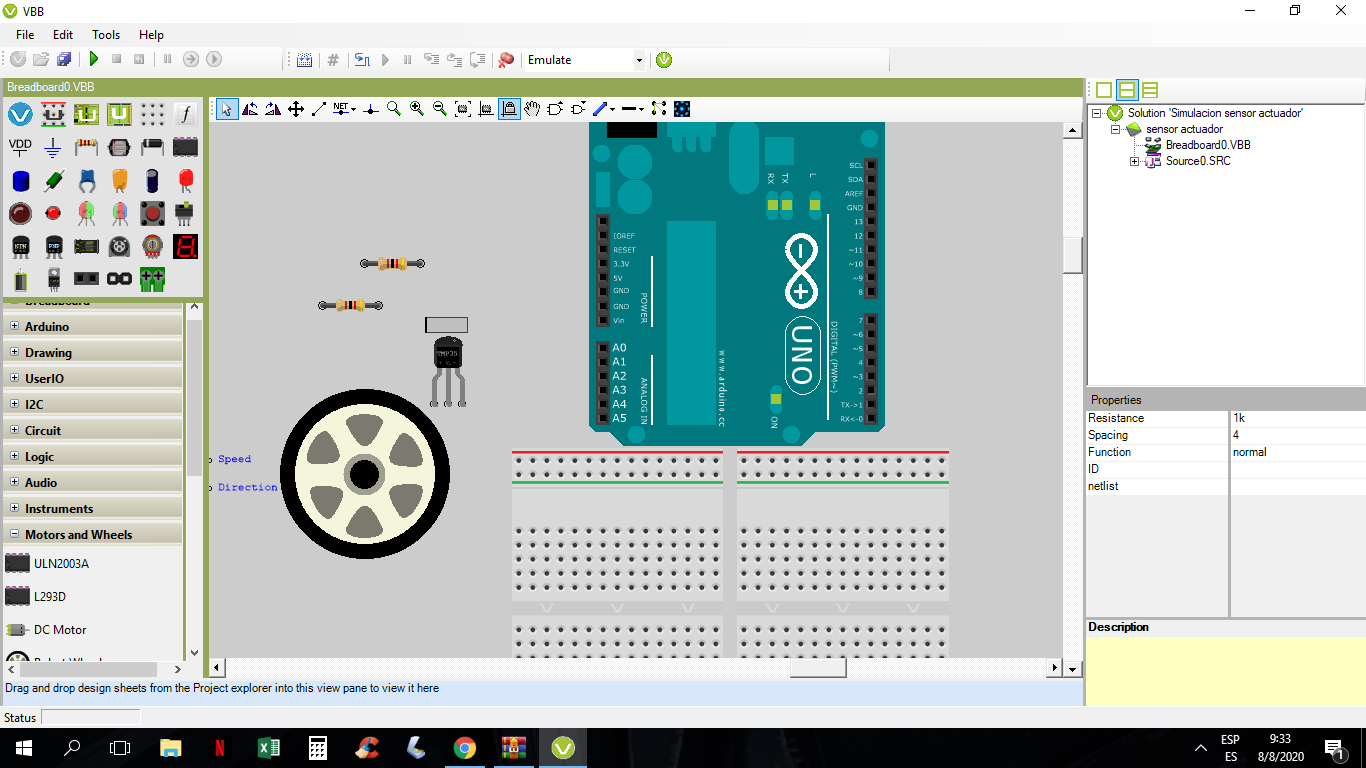 VBB
File Edit Tools Help
Emulate
Breadboard0.VBB
VDD
NET
Arduino
Drawing
UserIO
I2C
Circuit
Logic
Audio
Instruments
Motors and Wheels
ULN2003A
L293D
DC Motor
TMP35
Speed
Direction
IOREF
RESET
3.3V
5V
GND
GND
Vin
POWER
A0
A1
A2
A3
A4
A5
ANALOG IN
www.arduino.cc
RX
TX
L
UNO
ON
SCL
SDA
AREF
GND
13
12
~11
~10
~9
8
7
~6
~5
4
~3
2
TX->1
RX<-0
DIGITAL (PWM~)
Solution 'Simulacion sensor actuador'
sensor actuador
Breadboard0.VBB
Source0.SRC
Properties
Resistance 1k
Spacing 4
Function normal
ID
netlist
Description
Drag and drop design sheets from the Project explorer into this view pane to view it here
Status
ESP
ES
9:33
8/8/2020
1